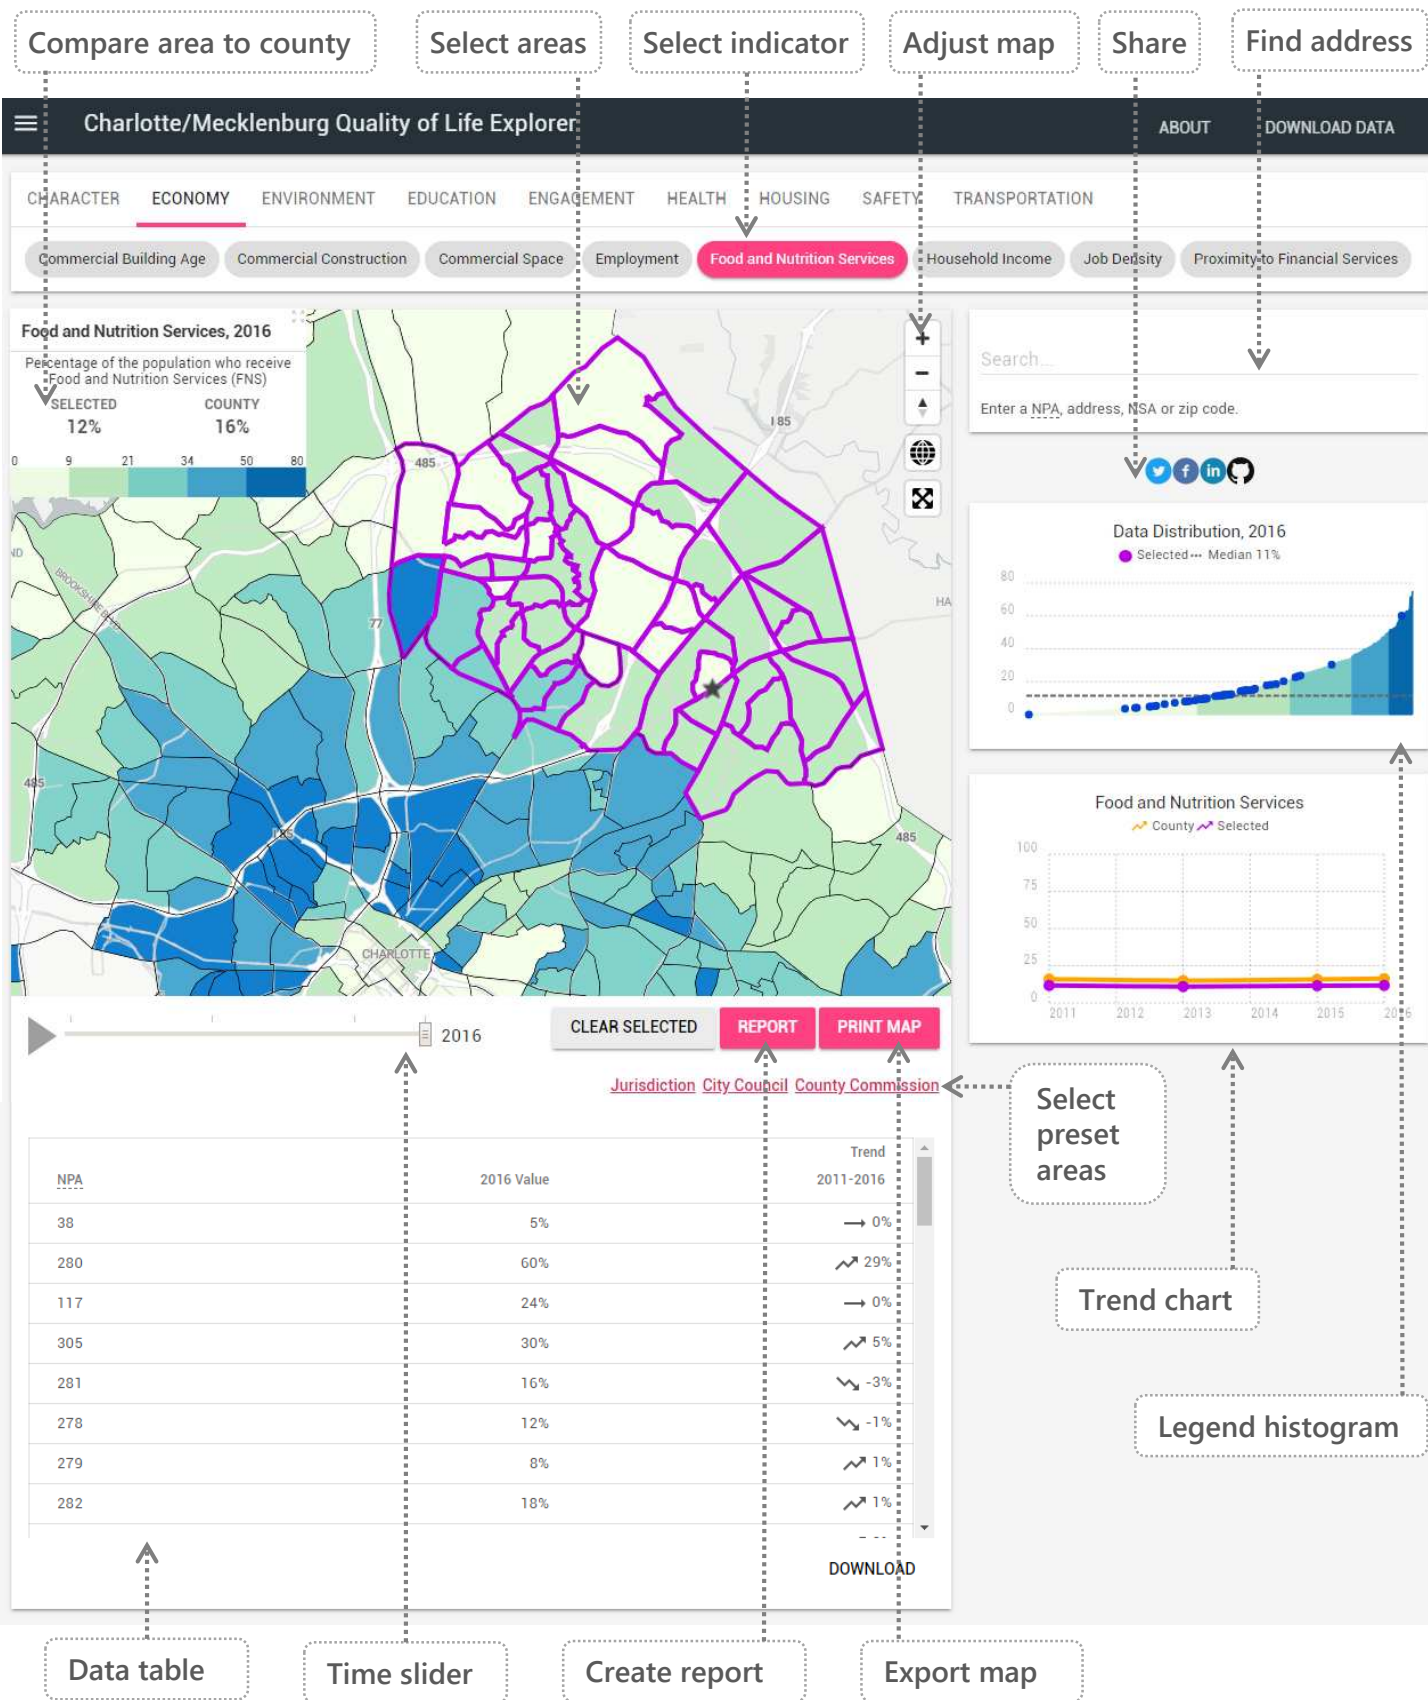 Compare area to county
Select areas
Select indicator
Adjust map
Share
Find address
Charlotte/Mecklenburg Quality of Life Explorer
ABOUT
DOWNLOAD DATA
CHARACTER ECONOMY ENVIRONMENT EDUCATION ENGAGEMENT HEALTH HOUSING SAFETY TRANSPORTATION
Commercial Building Age Commercial Construction Commercial Space Employment Food and Nutrition Services Household Income Job Density Proximity to Financial Services
Food and Nutrition Services, 2016
Percentage of the population who receive
Food and Nutrition Services (FNS)
SELECTED COUNTY
12% 16%
0 9 21 34 50 80
485
I 85
ND
BROOKSHIRE BLVD
77
HA
485
I 85
485
CHARLOTTE
Search...
Enter a NPA, address, NSA or zip code.
Data Distribution, 2016
Selected Median 11%
80
60
40
20
0
Food and Nutrition Services
County Selected
100
75
50
25
0
2011 2012 2013 2014 2015 2016
2016
CLEAR SELECTED
REPORT
PRINT MAP
Jurisdiction City Council County Commission
Select
preset
areas
Trend
NPA 2016 Value 2011-2016
38 5% 0%
280 60% 29%
117 24% 0%
305 30% 5%
281 16% -3%
278 12% -1%
279 8% 1%
282 18% 1%
DOWNLOAD
Trend chart
Legend histogram
Data table
Time slider
Create report
Export map